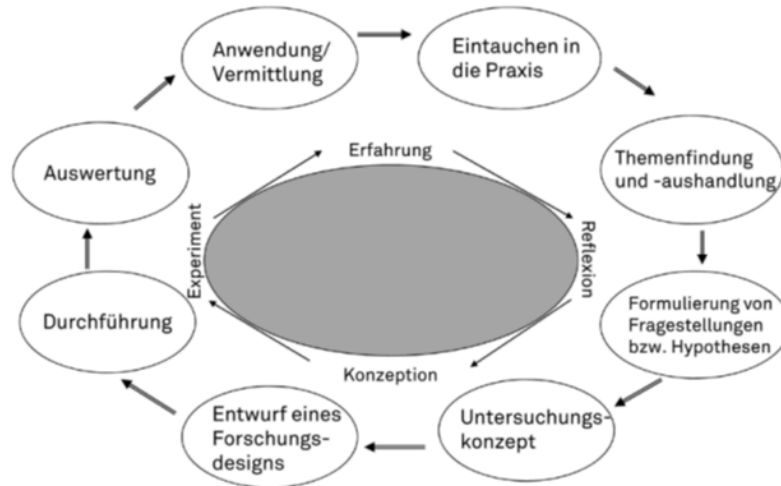 Anwendung/
Vermittlung
Eintauchen in
die Praxis
Themenfindung
und -aushandlung
Formulierung von
Fragestellungen
bzw. Hypothesen
Untersuchungs-
konzept
Entwurf eines
Forschungs-
designs
Durchführung
Auswertung
Erfahrung
Reflexion
Konzeption
Experiment